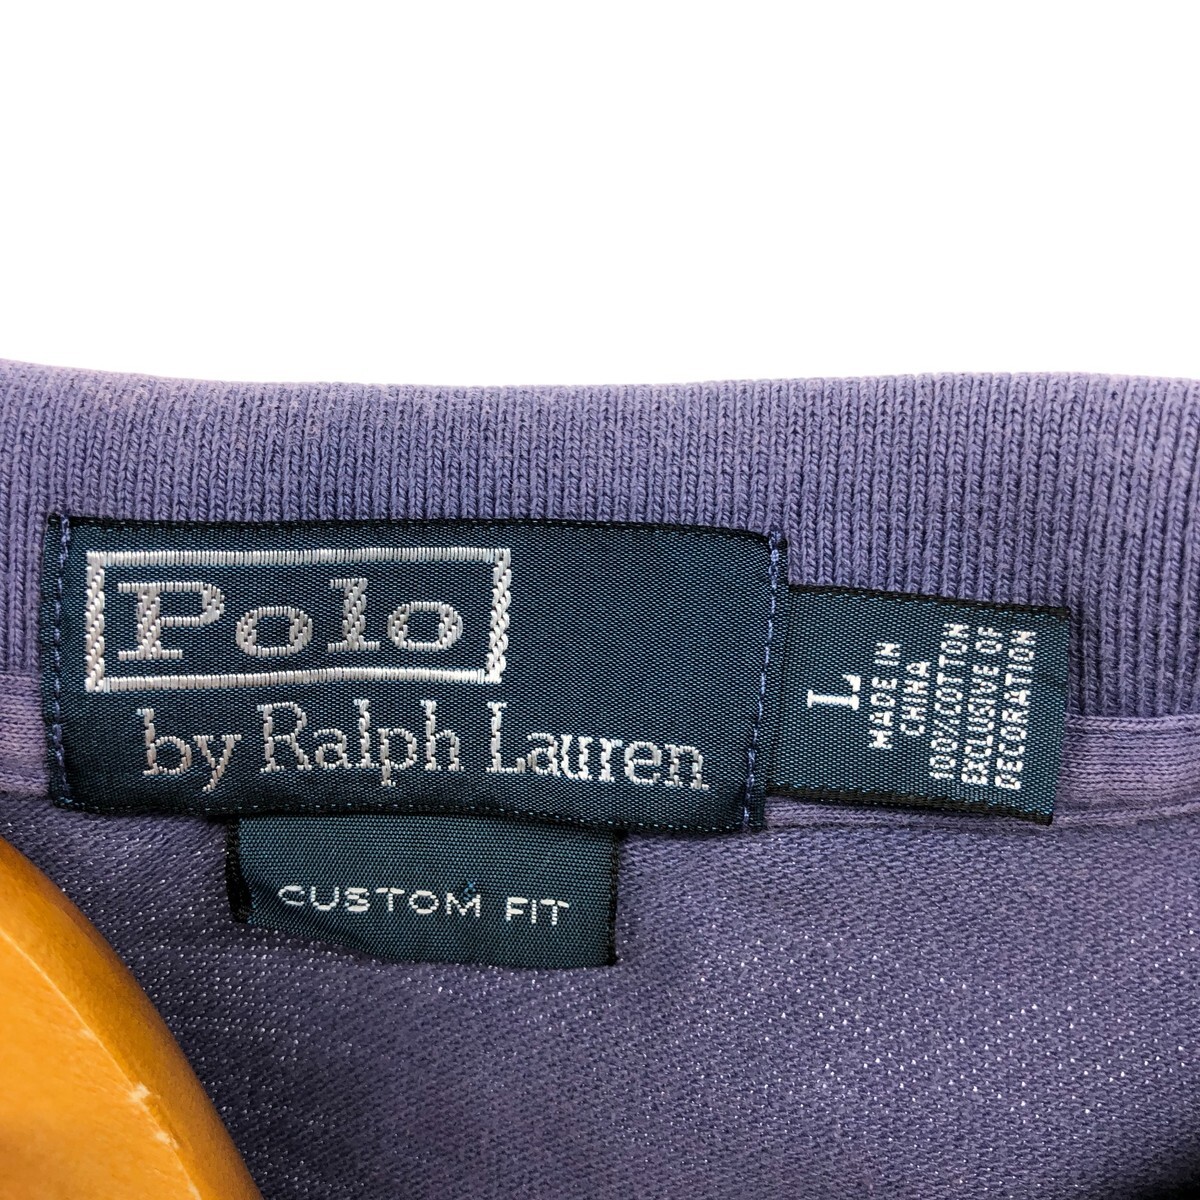 Polo
by Ralph Lauren
CUSTOM FIT
L
MADE IN
CHINA
100%COTTON
EXCLUSIVE OF
DECORATION